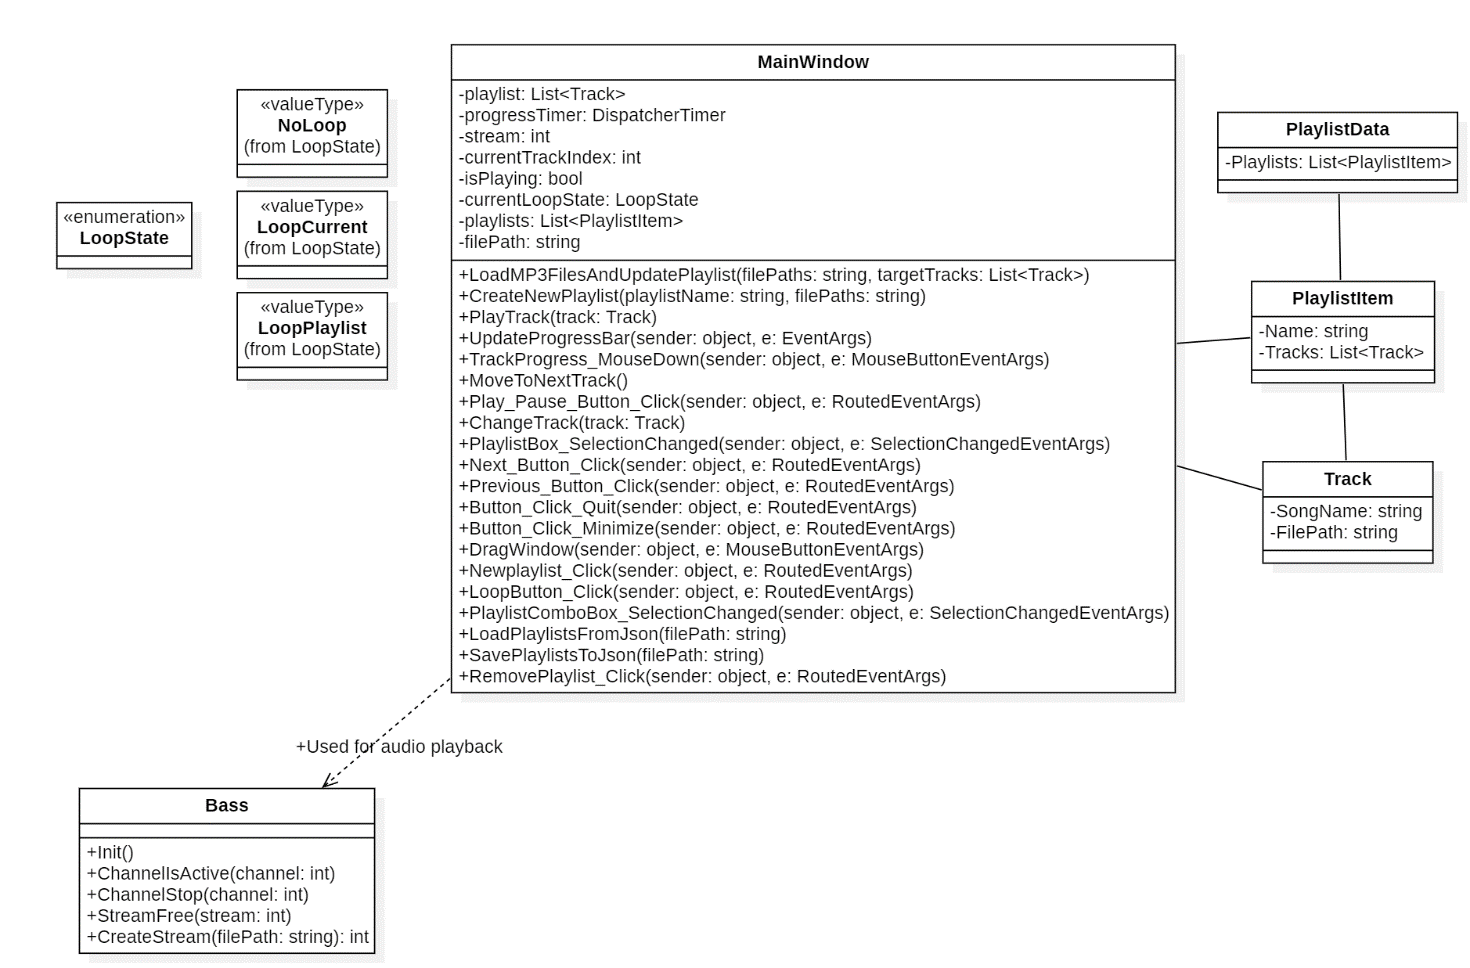 MainWindow
-playlist: List<Track>
-progressTimer: DispatcherTimer
-stream: int
-currentTrackIndex: int
-isPlaying: bool
-currentLoopState: LoopState
-playlists: List<PlaylistItem>
-filePath: string
+LoadMP3FilesAndUpdatePlaylist(filePaths: string, targetTracks: List<Track>)
+CreateNewPlaylist(playlistName: string, filePaths: string)
+PlayTrack(track: Track)
+UpdateProgressBar(sender: object, e: EventArgs)
+TrackProgress_MouseDown(sender: object, e: MouseButtonEventArgs)
+MoveToNextTrack()
+Play_Pause_Button_Click(sender: object, e: RoutedEventArgs)
+ChangeTrack(track: Track)
+PlaylistBox_SelectionChanged(sender: object, e: SelectionChangedEventArgs)
+Next_Button_Click(sender: object, e: RoutedEventArgs)
+Previous_Button_Click(sender: object, e: RoutedEventArgs)
+Button_Click_Quit(sender: object, e: RoutedEventArgs)
+Button_Click_Minimize(sender: object, e: RoutedEventArgs)
+DragWindow(sender: object, e: MouseButtonEventArgs)
+Newplaylist_Click(sender: object, e: RoutedEventArgs)
+LoopButton_Click(sender: object, e: RoutedEventArgs)
+PlaylistComboBox_SelectionChanged(sender: object, e: SelectionChangedEventArgs)
+LoadPlaylistsFromJson(filePath: string)
+SavePlaylistsToJson(filePath: string)
+RemovePlaylist_Click(sender: object, e: RoutedEventArgs)
«valueType»
NoLoop
(from LoopState)
«valueType»
LoopCurrent
(from LoopState)
«valueType»
LoopPlaylist
(from LoopState)
«enumeration»
LoopState
PlaylistData
-Playlists: List<PlaylistItem>
PlaylistItem
-Name: string
-Tracks: List<Track>
Track
-SongName: string
-FilePath: string
+Used for audio playback
Bass
+Init()
+ChannelIsActive(channel: int)
+ChannelStop(channel: int)
+StreamFree(stream: int)
+CreateStream(filePath: string): int